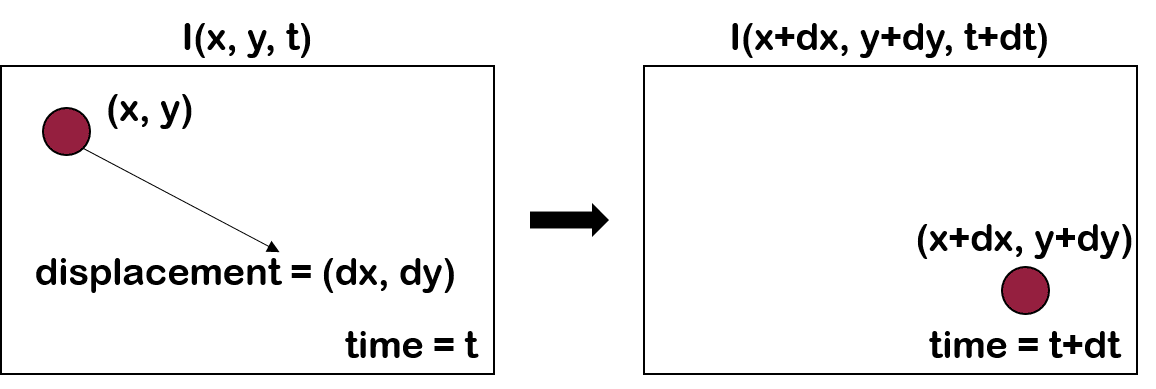 I(x, y, t)
(x, y)
displacement = (dx, dy)
time = t
I(x+dx, y+dy, t+dt)
(x+dx, y+dy)
time = t+dt